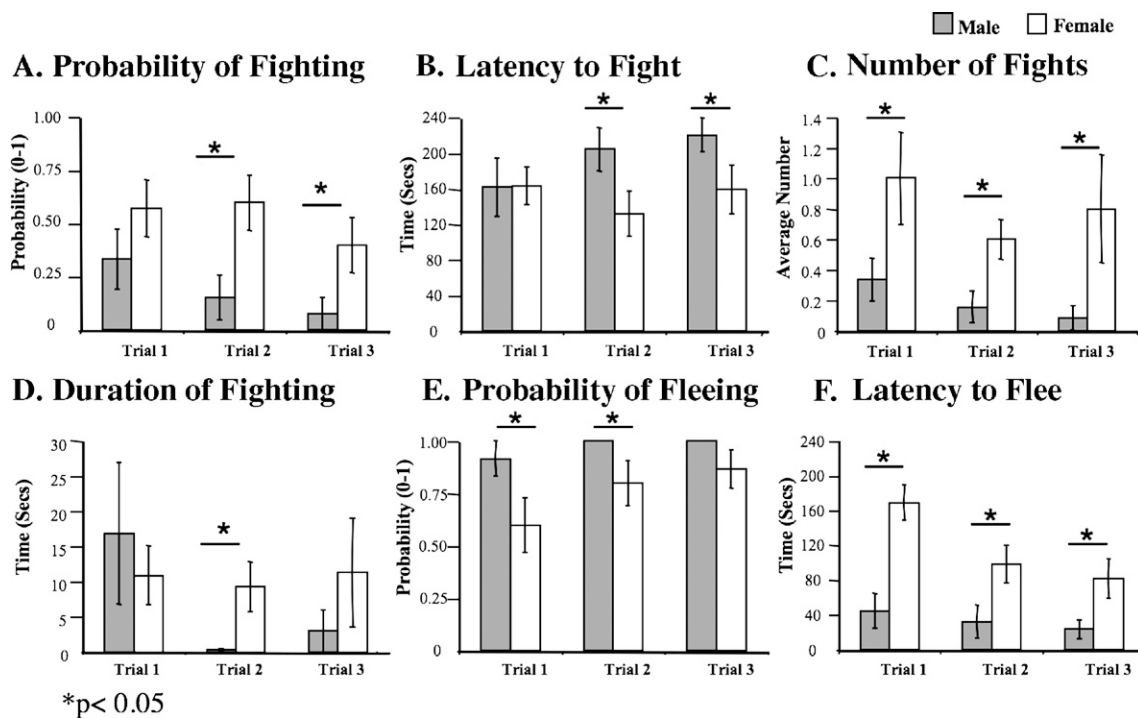 Male Female
A. Probability of Fighting
Probability (0-1)
1.00
0.75
0.50
0.25
0
*
*
Trial 1 Trial 2 Trial 3
B. Latency to Fight
Time (Secs)
240
200
160
120
80
40
0
*
*
Trial 1 Trial 2 Trial 3
C. Number of Fights
Average Number
1.4
1.2
1.0
0.8
0.6
0.4
0.2
0
*
*
*
Trial 1 Trial 2 Trial 3
D. Duration of Fighting
Time (Secs)
30
25
20
15
10
5
0
*
Trial 1 Trial 2 Trial 3
E. Probability of Fleeing
Probability (0-1)
1.00
0.75
0.50
0.25
0
*
*
Trial 1 Trial 2 Trial 3
F. Latency to Flee
Time (Secs)
240
200
160
120
80
40
0
*
*
*
Trial 1 Trial 2 Trial 3
*p< 0.05